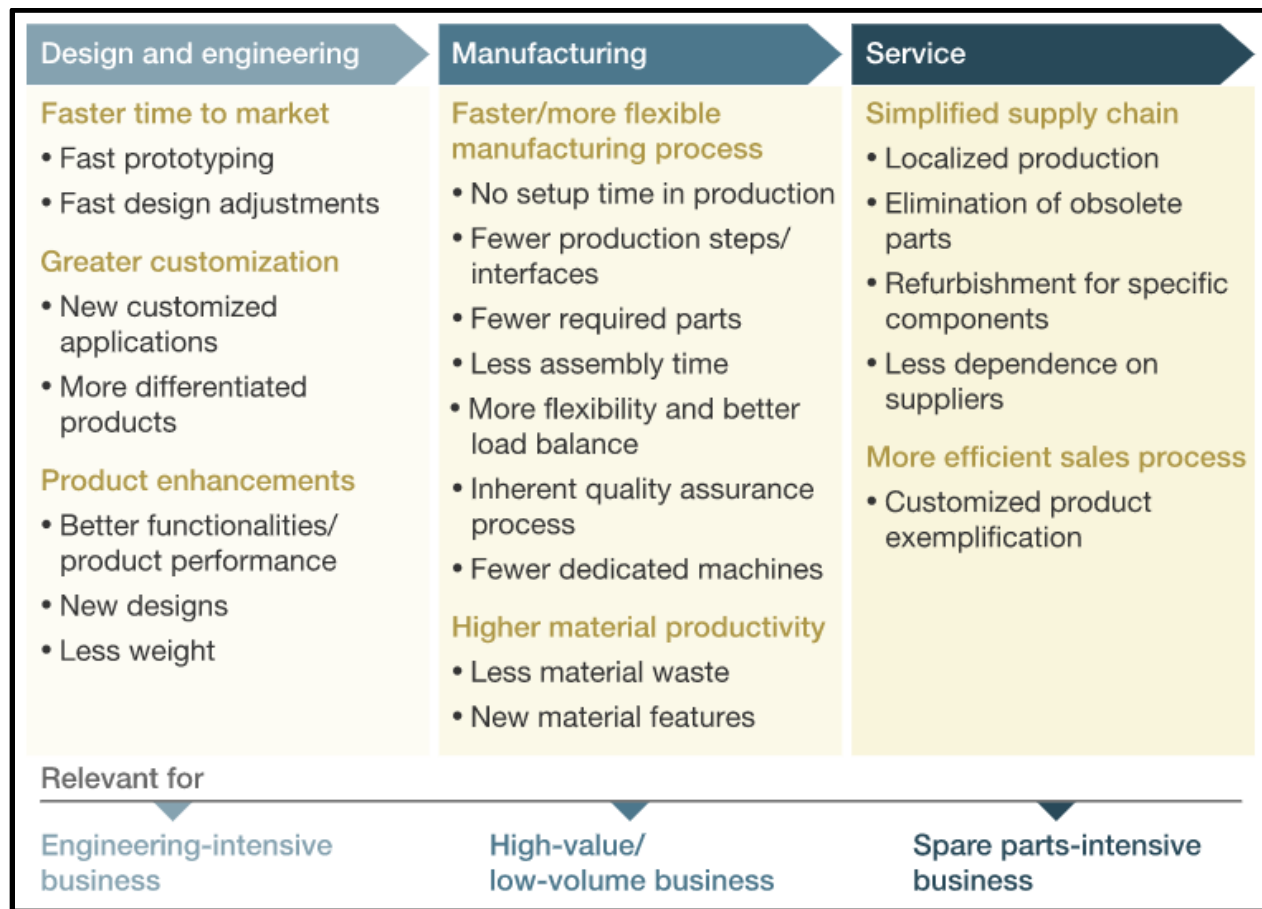 Design and engineering
Faster time to market
• Fast prototyping
• Fast design adjustments
Greater customization
• New customized
applications
• More differentiated
products
Product enhancements
• Better functionalities/
product performance
• New designs
• Less weight
Manufacturing
Faster/more flexible
manufacturing process
• No setup time in production
• Fewer production steps/
interfaces
• Fewer required parts
• Less assembly time
• More flexibility and better
load balance
• Inherent quality assurance
process
• Fewer dedicated machines
Higher material productivity
• Less material waste
• New material features
Service
Simplified supply chain
• Localized production
• Elimination of obsolete
parts
• Refurbishment for specific
components
• Less dependence on
suppliers
More efficient sales process
• Customized product
exemplification
Relevant for
Engineering-intensive
business
High-value/
low-volume business
Spare parts-intensive
business